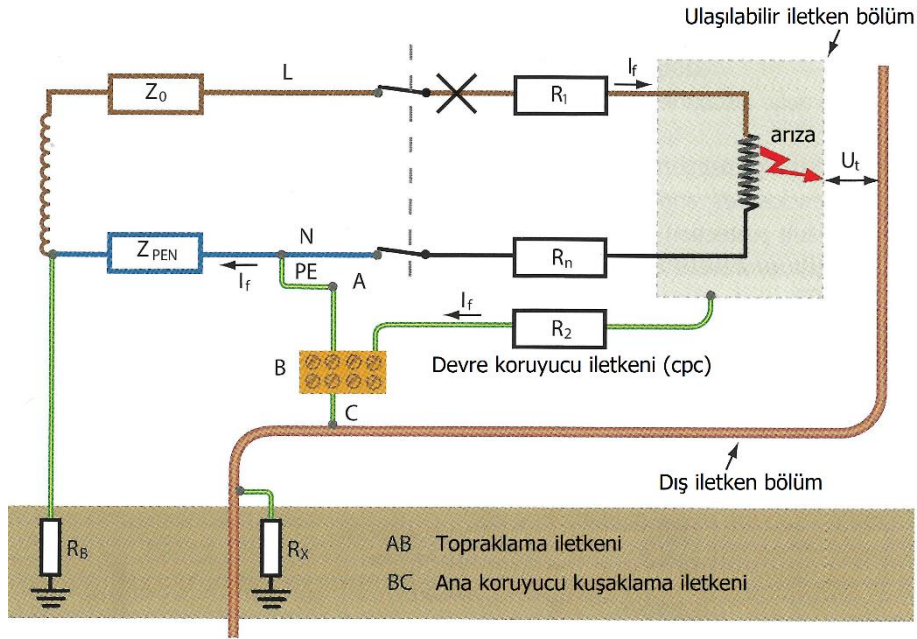 Ulaşılabilir iletken bölüm
L
Z0
R1
If
arıza
Ut
N
ZPEN
If
PE
A
Rn
If
R2
B
Devre koruyucu iletkeni (cpc)
C
Dış iletken bölüm
RB
RX
AB Topraklama iletkeni
BC Ana koruyucu kuşaklama iletkeni